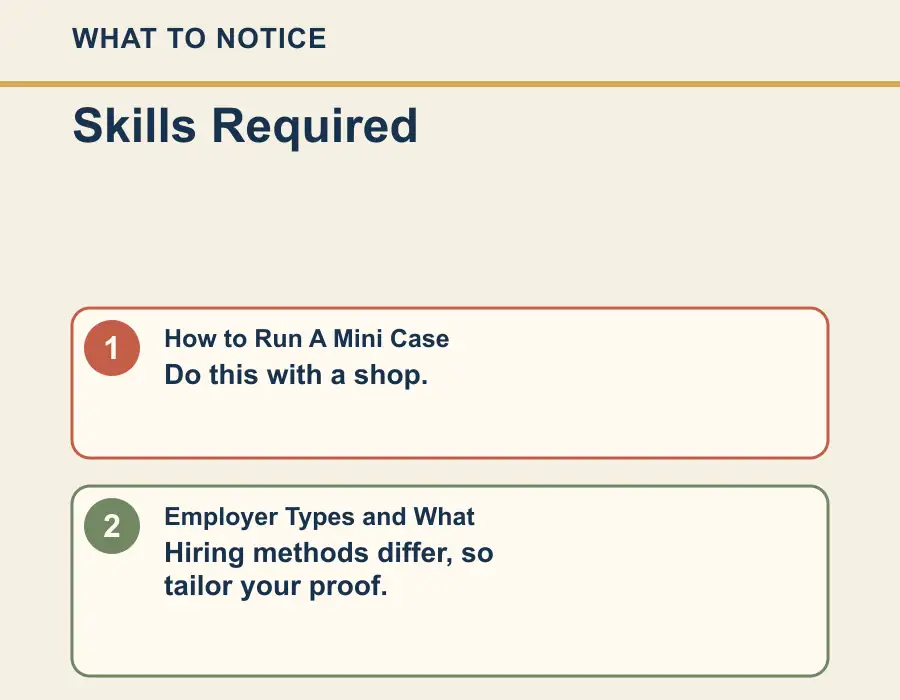 WHAT TO NOTICE
Skills Required
1
How to Run A Mini Case
Do this with a shop.
2
Employer Types and What
Hiring methods differ, so
tailor your proof.